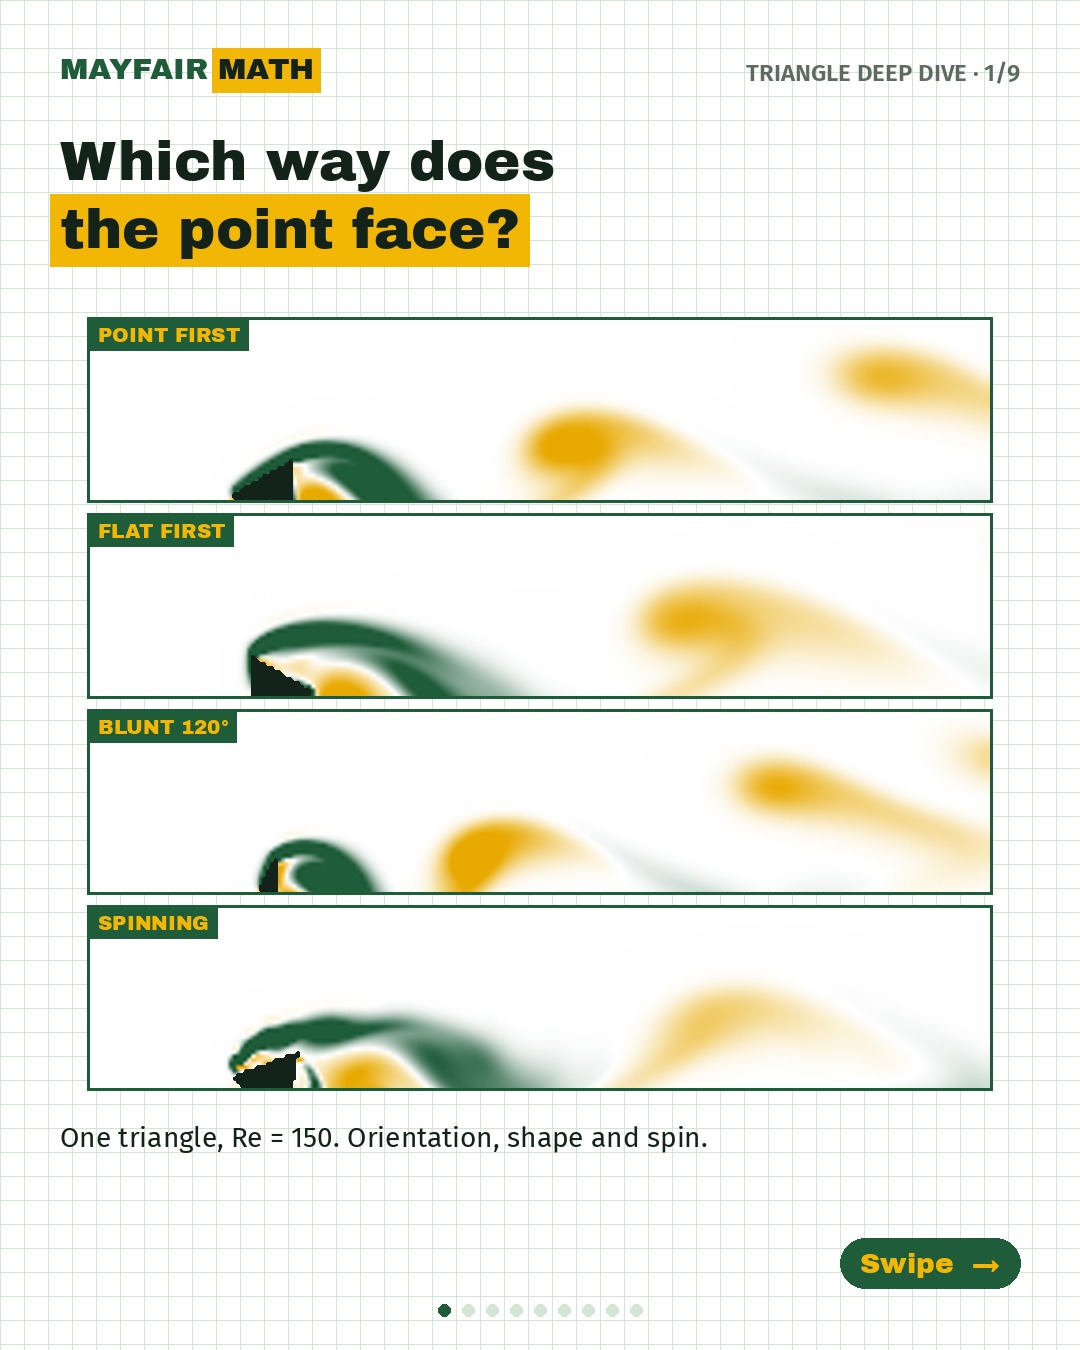 MAYFAIR MATH
TRIANGLE DEEP DIVE · 1/9
Which way does
the point face?
POINT FIRST
FLAT FIRST
BLUNT 120°
SPINNING
One triangle, Re = 150. Orientation, shape and spin.
Swipe →